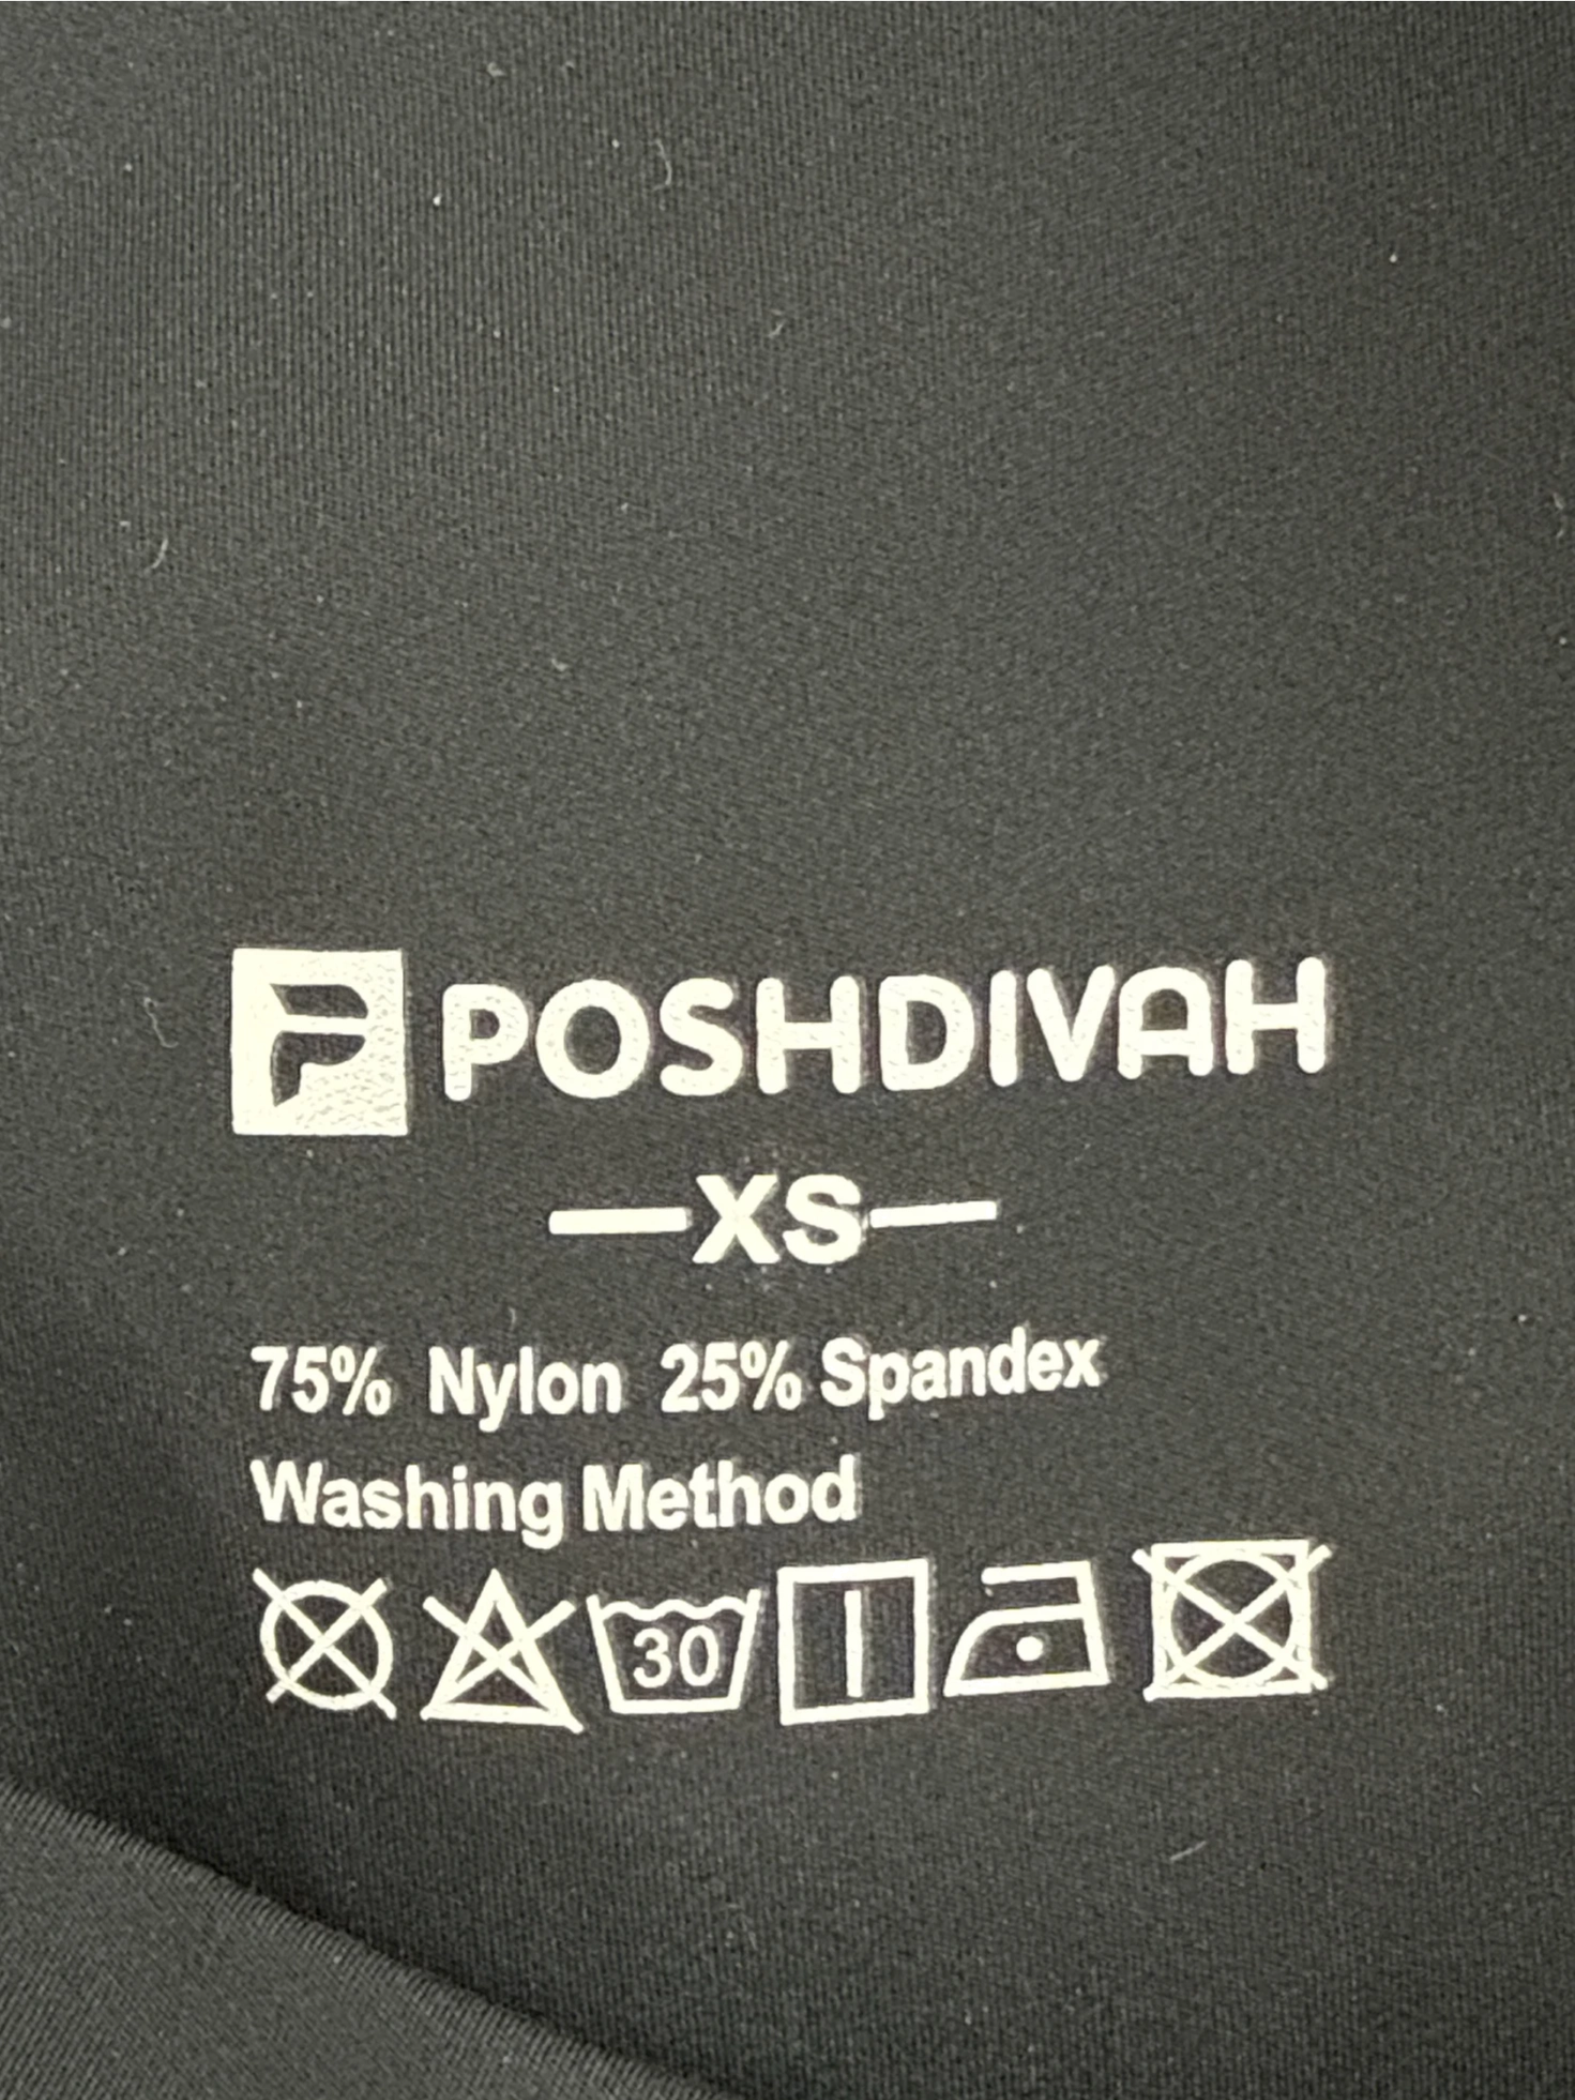 POSHDIVAH
—XS—
75% Nylon 25% Spandex
Washing Method
30